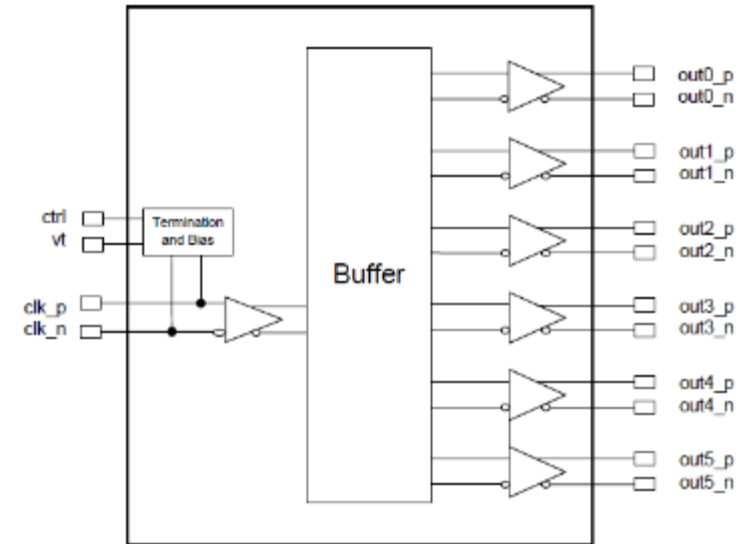 out0_p
out0_n
out1_p
out1_n
ctrl
vt
Termination
and Bias
out2_p
out2_n
Buffer
clk_p
clk_n
out3_p
out3_n
out4_p
out4_n
out5_p
out5_n